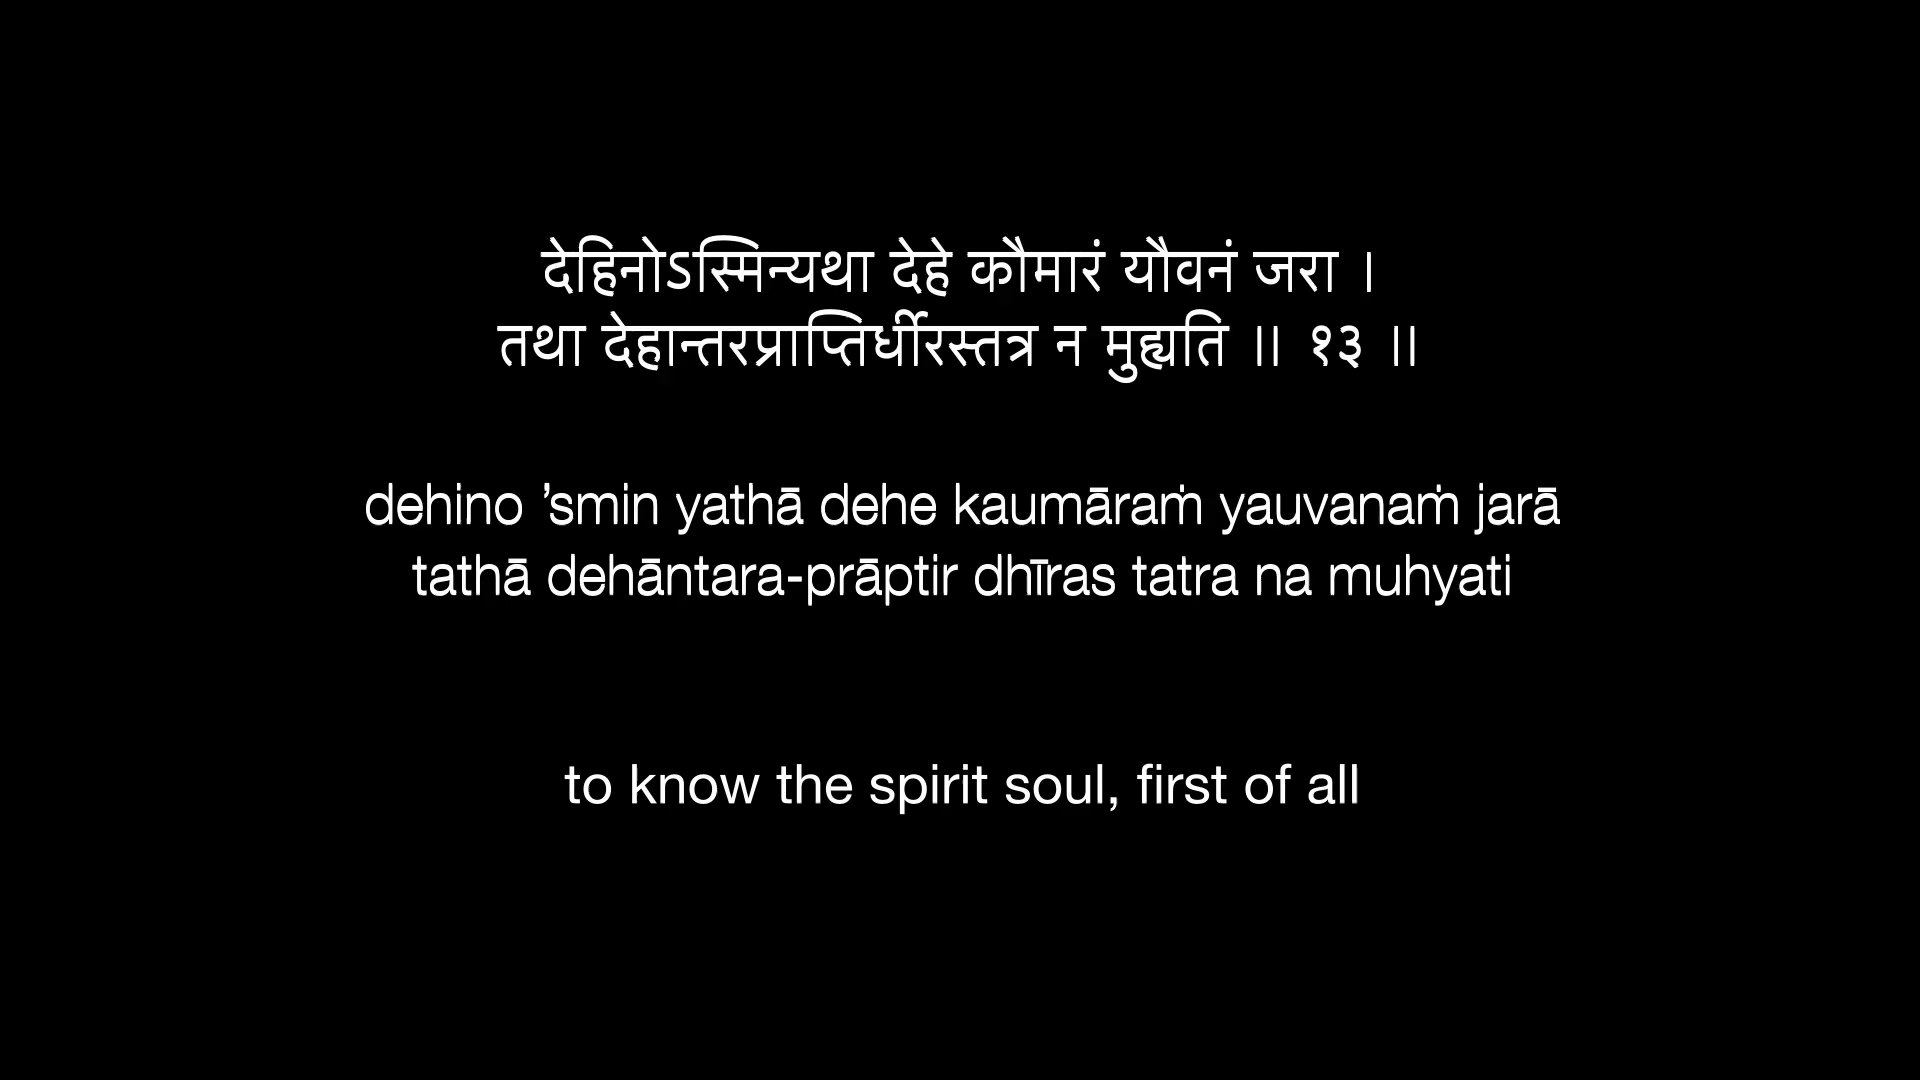 देहिनोऽस्मिन्यथा देहे कौमारं यौवनं जरा ।
तथा देहान्तरप्राप्तिर्धीरस्तत्र न मुह्यति ॥ १३ ॥
dehino ’smin yathā dehe kaumāraṁ yauvanaṁ jarā
tathā dehāntara-prāptir dhīras tatra na muhyati
to know the spirit soul, first of all